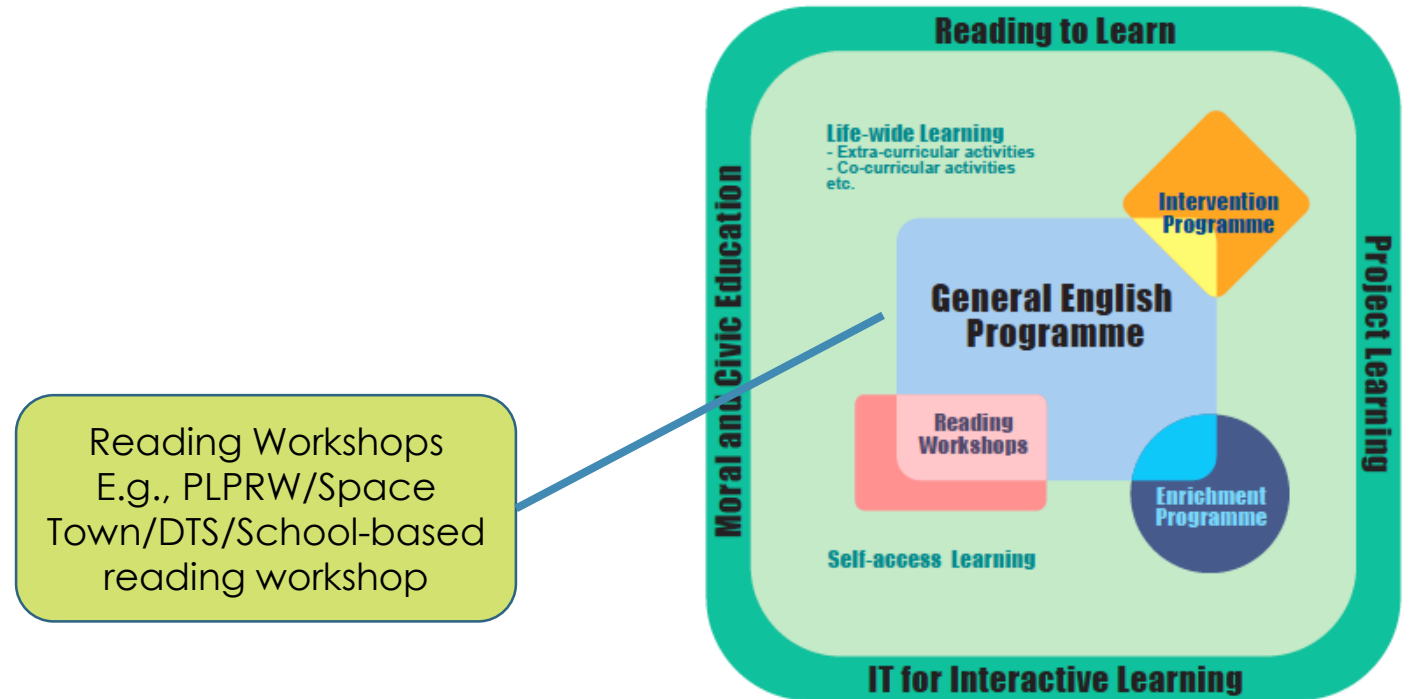 Reading to Learn
Life-wide Learning
- Extra-curricular activities
- Co-curricular activities
etc.
Intervention
Programme
General English
Programme
Moral and Civic Education
Project Learning
Reading Workshops
E.g., PLPRW/Space
Town/DTS/School-based
reading workshop
Reading
Workshops
Enrichment
Programme
Self-access Learning
IT for Interactive Learning